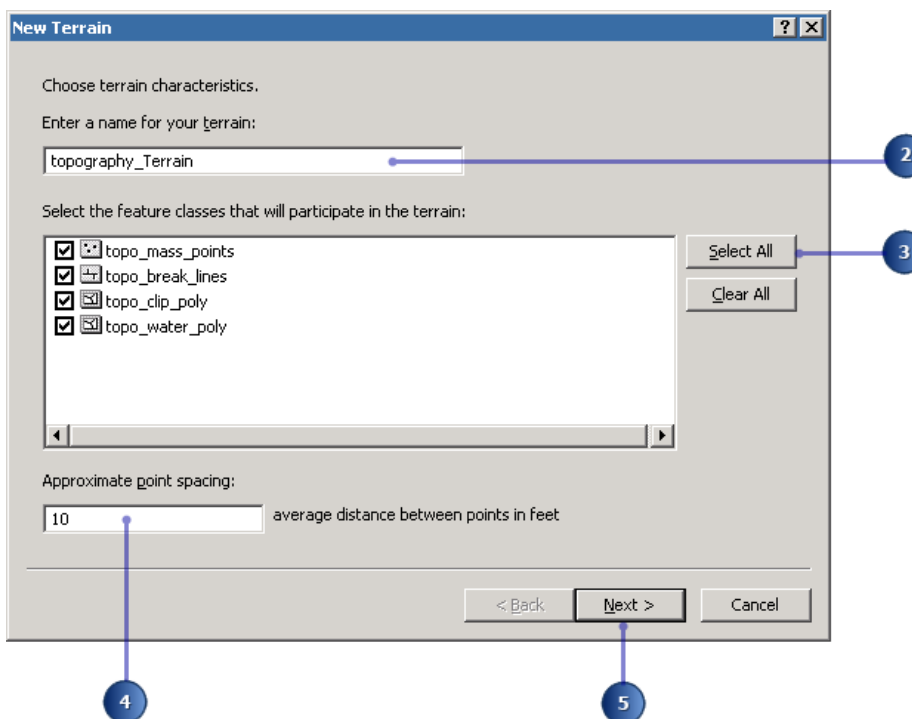 New Terrain
Choose terrain characteristics.
Enter a name for your terrain:
topography_Terrain
2
Select the feature classes that will participate in the terrain:
topo_mass_points
topo_break_lines
topo_clip_poly
topo_water_poly
Select All
3
Clear All
Approximate point spacing:
10
average distance between points in feet
< Back
Next >
Cancel
4
5